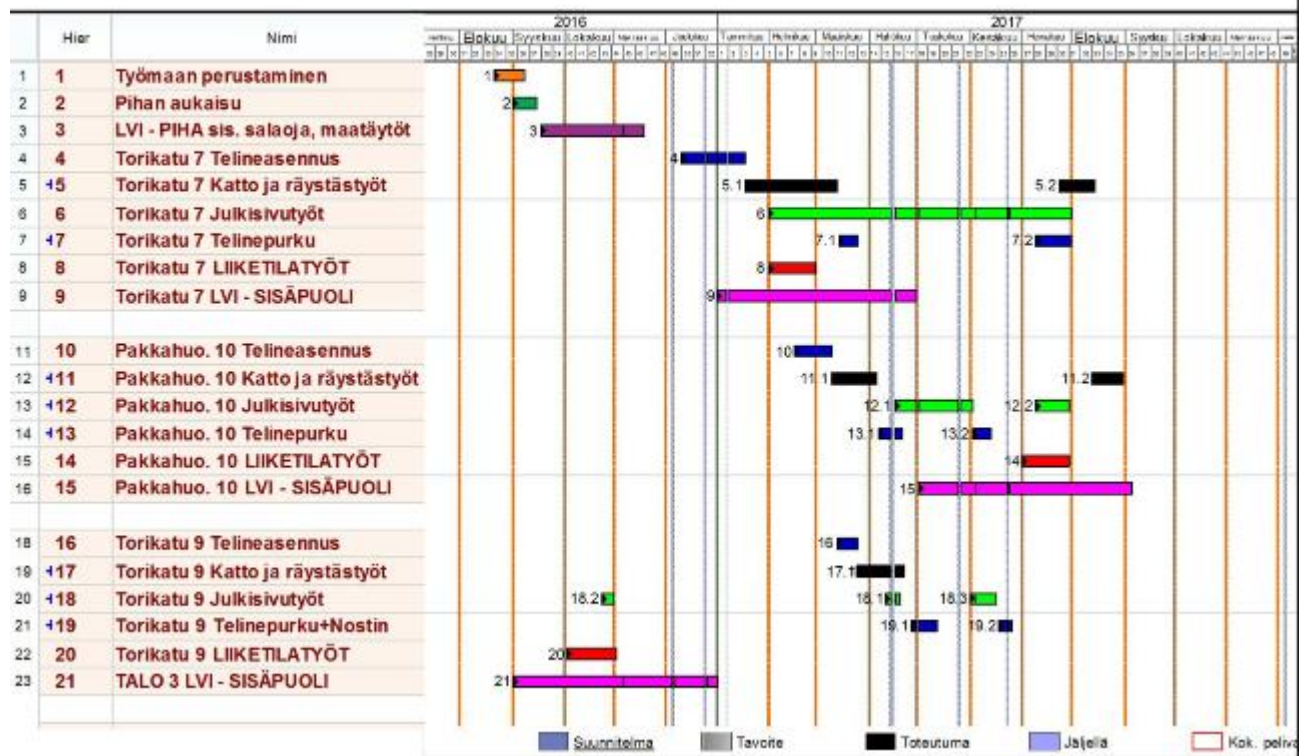 2016 2017
Hier Nimi
Elokuu Syyskuu Lokakuu Marraskuu Joulukuu Tammikuu Helmikuu Maaliskuu Huhtikuu Toukokuu Kesäkuu Heinäkuu Elokuu Syyskuu Lokakuu Marraskuu
1 1 Työmaan perustaminen 1
2 2 Pihan aukaisu 2
3 3 LVI - PIHA sis. salaoja, maatäytöt 3
4 4 Torikatu 7 Telineasennus 4
5 5 Torikatu 7 Katto ja räystästyöt 5.1 5.2
6 6 Torikatu 7 Julkisivutyöt 6
7 7 Torikatu 7 Telinepurku 7.1 7.2
8 8 Torikatu 7 LIIKETILATYÖT 8
9 9 Torikatu 7 LVI - SISÄPUOLI 9
11 10 Pakkahuo. 10 Telineasennus 10
12 11 Pakkahuo. 10 Katto ja räystästyöt 11.1 11.2
13 12 Pakkahuo. 10 Julkisivutyöt 12.1 12.2
14 13 Pakkahuo. 10 Telinepurku 13.1 13.2
15 14 Pakkahuo. 10 LIIKETILATYÖT 14
16 15 Pakkahuo. 10 LVI - SISÄPUOLI 15
18 16 Torikatu 9 Telineasennus 16
19 17 Torikatu 9 Katto ja räystästyöt 17.1
20 18 Torikatu 9 Julkisivutyöt 18.2 18.1 18.3
21 19 Torikatu 9 Telinepurku+Nostin 19.1 19.2
22 20 Torikatu 9 LIIKETILATYÖT 20
23 21 TALO 3 LVI - SISÄPUOLI 21
Suunnitelma Tavoite Toteutuma Jäljellä Kok. peliva